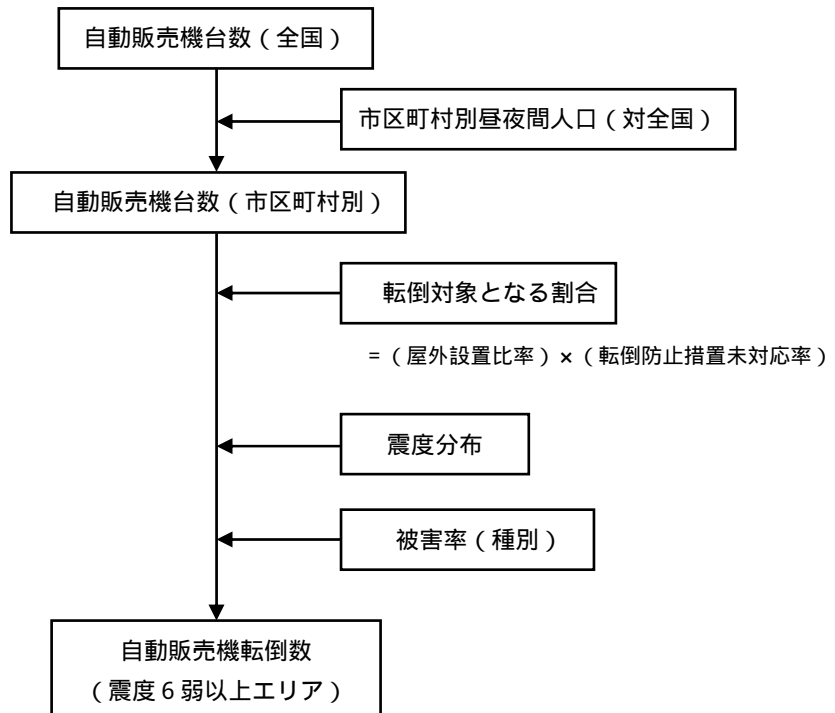 自動販売機台数（全国）
市区町村別昼夜間人口（対全国）
自動販売機台数（市区町村別）
転倒対象となる割合
=（屋外設置比率）×（転倒防止措置未対応率）
震度分布
被害率（種別）
自動販売機転倒数
（震度６弱以上エリア）